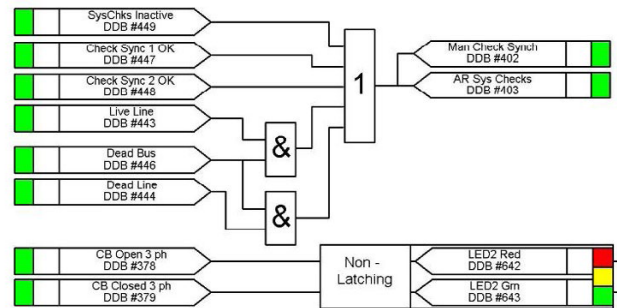 SysChks Inactive
DDB #449
Check Sync 1 OK
DDB #447
Check Sync 2 OK
DDB #448
Live Line
DDB #443
Dead Bus
DDB #446
Dead Line
DDB #444
&
&
1
Man Check Synch
DDB #402
AR Sys Checks
DDB #403
CB Open 3 ph
DDB #378
CB Closed 3 ph
DDB #379
Non -
Latching
LED2 Red
DDB #642
LED2 Grn
DDB #643